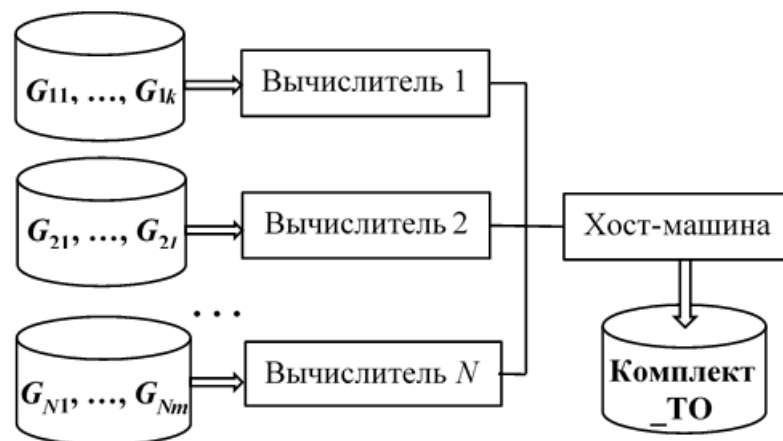 G11, ..., G1k
Вычислитель 1
G21, ..., G2l
Вычислитель 2
Хост-машина
...
GN1, ..., GNm
Вычислитель N
Комплект
_ТО